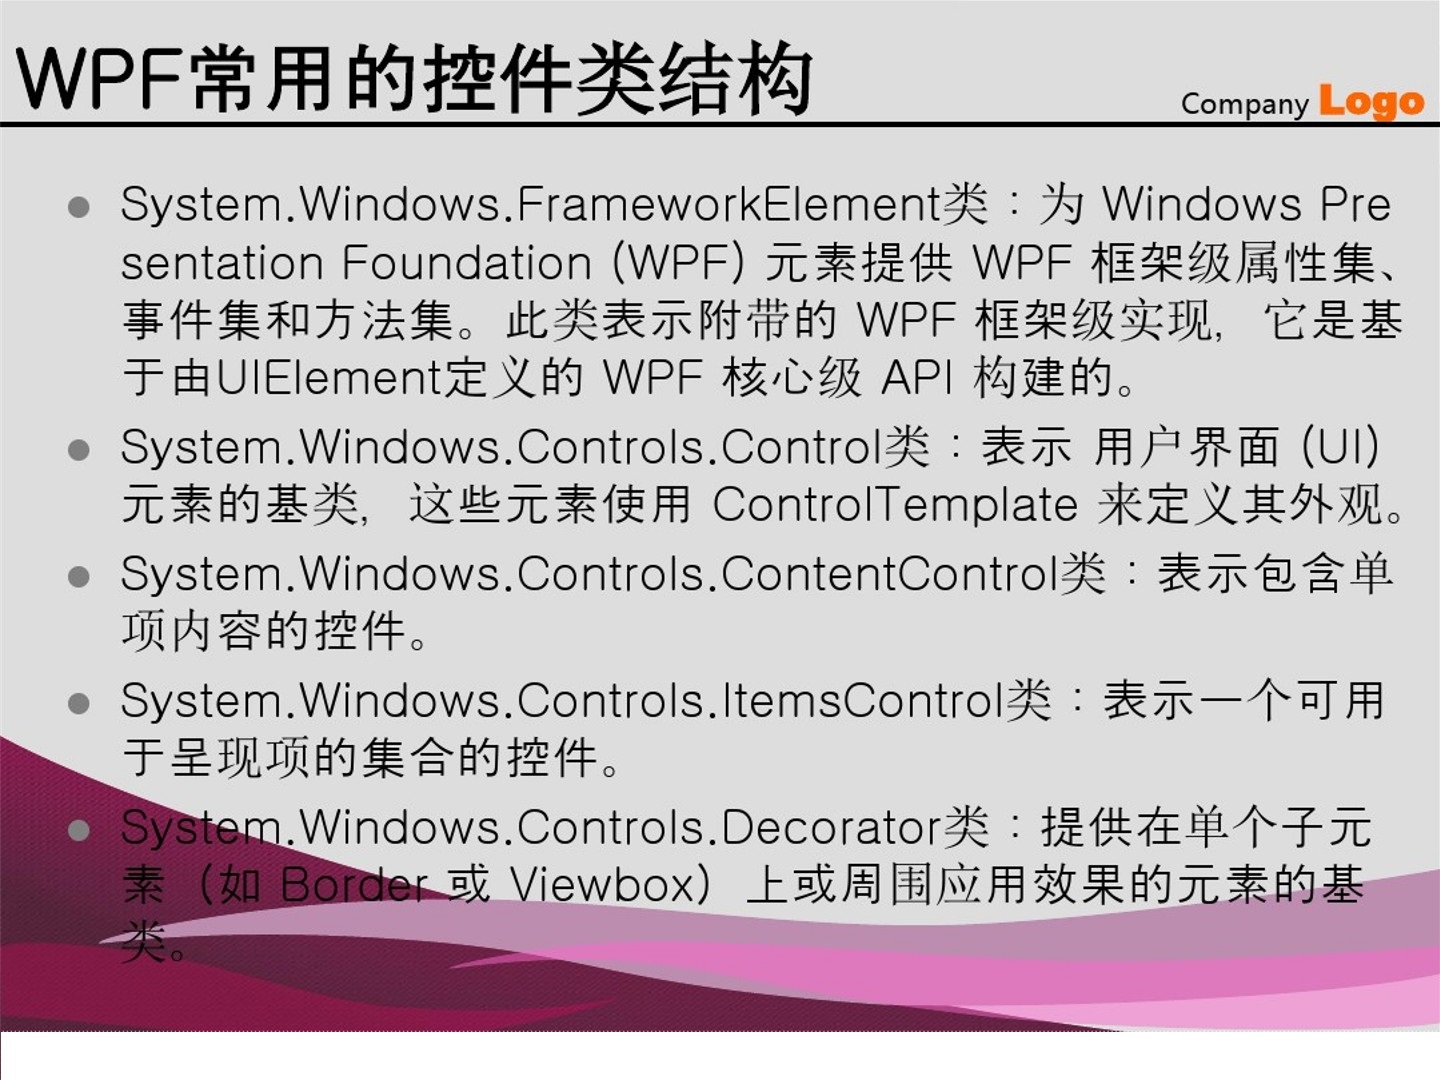 WPF常用的控件类结构
Company Logo
System.Windows.FrameworkElement类：为 Windows Pre
sentation Foundation (WPF) 元素提供 WPF 框架级属性集、
事件集和方法集。此类表示附带的 WPF 框架级实现，它是基
于由UIElement定义的 WPF 核心级 API 构建的。
System.Windows.Controls.Control类：表示 用户界面 (UI)
元素的基类，这些元素使用 ControlTemplate 来定义其外观。
System.Windows.Controls.ContentControl类：表示包含单
项内容的控件。
System.Windows.Controls.ItemsControl类：表示一个可用
于呈现项的集合的控件。
System.Windows.Controls.Decorator类：提供在单个子元
素（如 Border 或 Viewbox）上或周围应用效果的元素的基
类。